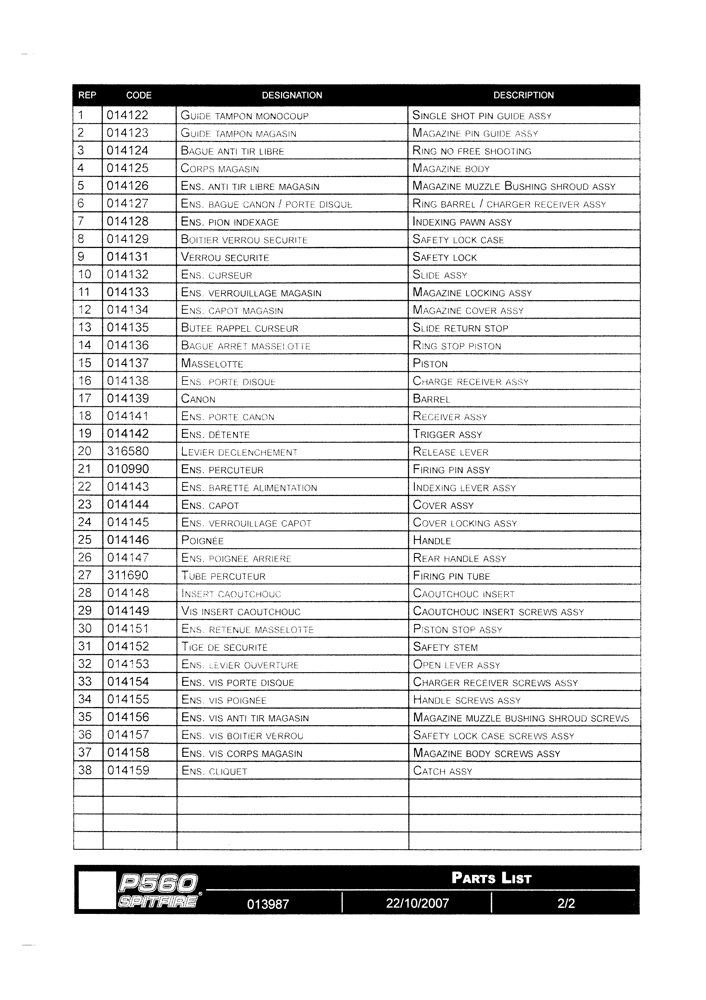 REP CODE DESIGNATION DESCRIPTION
1 014122 GUIDE TAMPON MONOCOUP SINGLE SHOT PIN GUIDE ASSY
2 014123 GUIDE TAMPON MAGASIN MAGAZINE PIN GUIDE ASSY
3 014124 BAGUE ANTI TIR LIBRE RING NO FREE SHOOTING
4 014125 CORPS MAGASIN MAGAZINE BODY
5 014126 ENS. ANTI TIR LIBRE MAGASIN MAGAZINE MUZZLE BUSHING SHROUD ASSY
6 014127 ENS. BAGUE CANON / PORTE DISQUE RING BARREL / CHARGER RECEIVER ASSY
7 014128 ENS. PION INDEXAGE INDEXING PAWN ASSY
8 014129 BOITIER VERROU SECURITE SAFETY LOCK CASE
9 014131 VERROU SECURITÉ SAFETY LOCK
10 014132 ENS. CURSEUR SLIDE ASSY
11 014133 ENS. VERROUILLAGE MAGASIN MAGAZINE LOCKING ASSY
12 014134 ENS. CAPOT MAGASIN MAGAZINE COVER ASSY
13 014135 BUTEE RAPPEL CURSEUR SLIDE RETURN STOP
14 014136 BAGUE ARRÊT MASSELOTTE RING STOP PISTON
15 014137 MASSELOTTE PISTON
16 014138 ENS. PORTE DISQUE CHARGE RECEIVER ASSY
17 014139 CANON BARREL
18 014141 ENS. PORTE CANON RECEIVER ASSY
19 014142 ENS. DÉTENTE TRIGGER ASSY
20 316580 LEVIER DECLENCHEMENT RELEASE LEVER
21 010990 ENS. PERCUTEUR FIRING PIN ASSY
22 014143 ENS. BARETTE ALIMENTATION INDEXING LEVER ASSY
23 014144 ENS. CAPOT COVER ASSY
24 014145 ENS. VERROUILLAGE CAPOT COVER LOCKING ASSY
25 014146 POIGNÉE HANDLE
26 014147 ENS. POIGNÉE ARRIERE REAR HANDLE ASSY
27 311690 TUBE PERCUTEUR FIRING PIN TUBE
28 014148 INSERT CAOUTCHOUC CAOUTCHOUC INSERT
29 014149 VIS INSERT CAOUTCHOUC CAOUTCHOUC INSERT SCREWS ASSY
30 014151 ENS. RETENUE MASSELOTTE PISTON STOP ASSY
31 014152 TIGE DE SÉCURITÉ SAFETY STEM
32 014153 ENS. LEVIER OUVERTURE OPEN LEVER ASSY
33 014154 ENS. VIS PORTE DISQUE CHARGER RECEIVER SCREWS ASSY
34 014155 ENS. VIS POIGNÉE HANDLE SCREWS ASSY
35 014156 ENS. VIS ANTI TIR MAGASIN MAGAZINE MUZZLE BUSHING SHROUD SCREWS
36 014157 ENS. VIS BOITIER VERROU SAFETY LOCK CASE SCREWS ASSY
37 014158 ENS. VIS CORPS MAGASIN MAGAZINE BODY SCREWS ASSY
38 014159 ENS. CLIQUET CATCH ASSY
P560 PARTS LIST
SPITFIRE® 013987 22/10/2007 2/2